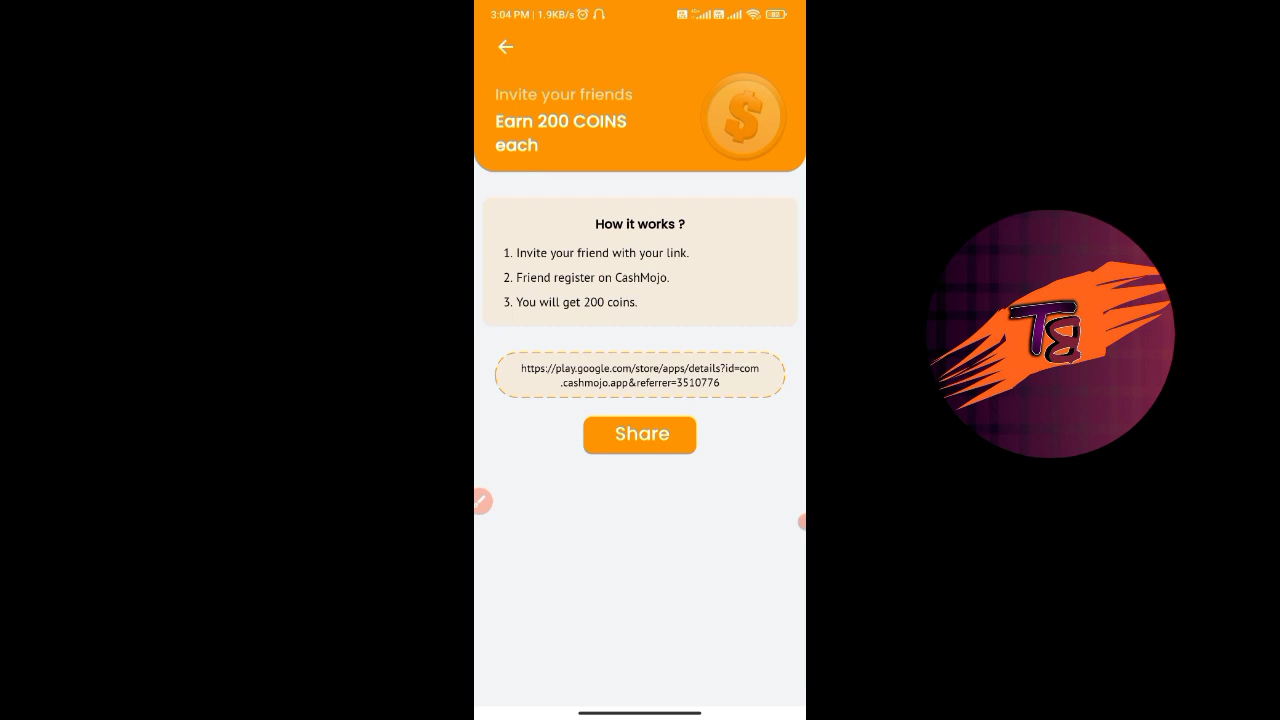 3:04 PM | 1.9KB/s
Invite your friends
Earn 200 COINS
each
How it works ?
1. Invite your friend with your link.
2. Friend register on CashMojo.
3. You will get 200 coins.
https://play.google.com/store/apps/details?id=com
.cashmojo.app&referrer=3510776
Share